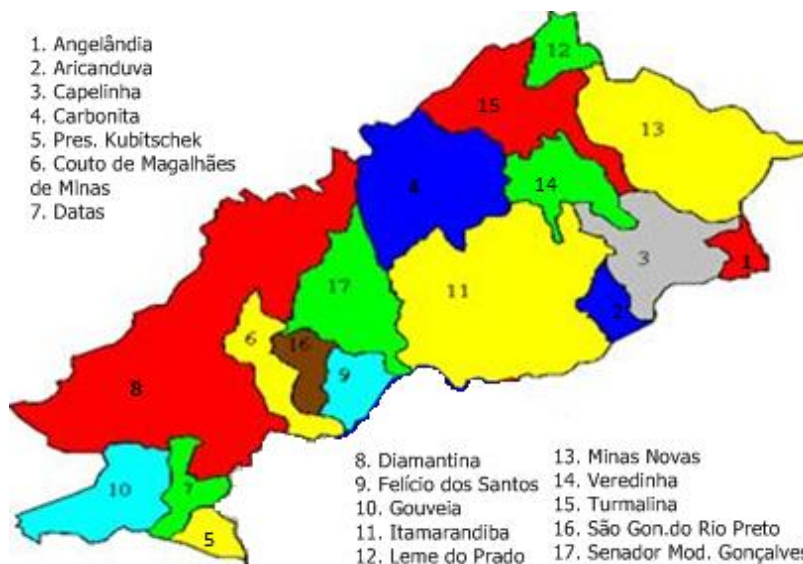 1. Angelândia
2. Aricanduva
3. Capelinha
4. Carbonita
5. Pres. Kubitschek
6. Couto de Magalhães
de Minas
7. Datas
12
15
13
4
14
3
1
17
11
2
6
16
9
8
10
7
5
8. Diamantina
9. Felício dos Santos
10. Gouveia
11. Itamarandiba
12. Leme do Prado
13. Minas Novas
14. Veredinha
15. Turmalina
16. São Gon.do Rio Preto
17. Senador Mod. Gonçalves